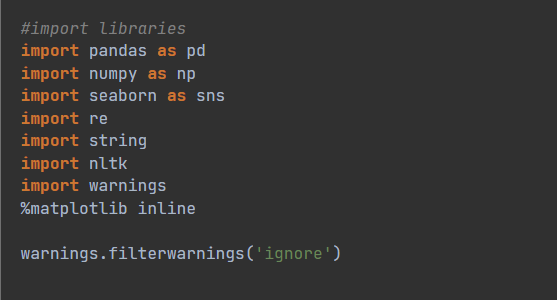 #import libraries
import pandas as pd
import numpy as np
import seaborn as sns
import re
import string
import nltk
import warnings
%matplotlib inline
warnings.filterwarnings('ignore')